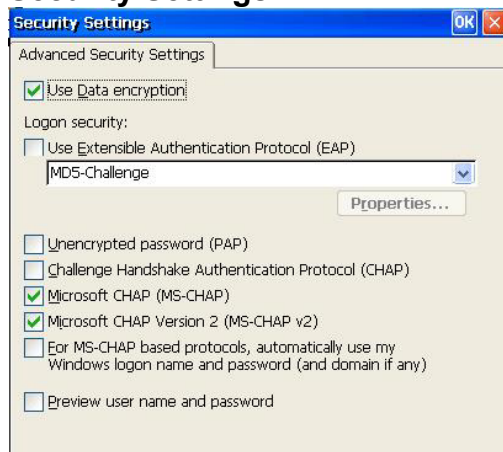 Security Settings
Security Settings OK
Advanced Security Settings
Use Data encryption
Logon security:
Use Extensible Authentication Protocol (EAP)
MD5-Challenge
Properties...
Unencrypted password (PAP)
Challenge Handshake Authentication Protocol (CHAP)
Microsoft CHAP (MS-CHAP)
Microsoft CHAP Version 2 (MS-CHAP v2)
For MS-CHAP based protocols, automatically use my
Windows logon name and password (and domain if any)
Preview user name and password